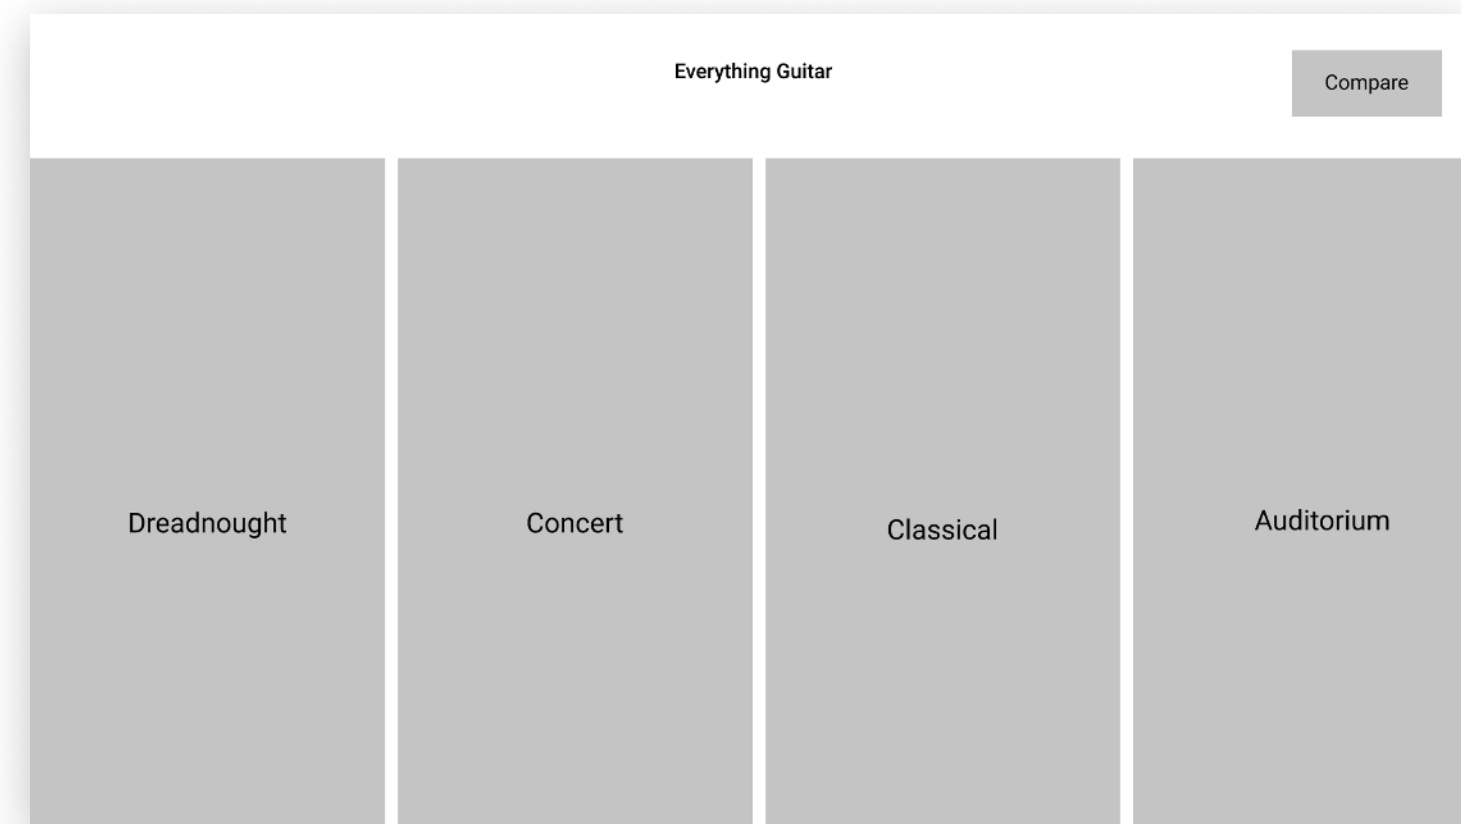 Everything Guitar
Compare
Dreadnought
Concert
Classical
Auditorium